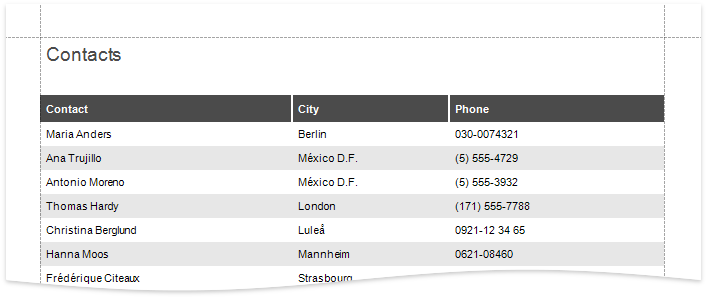 Contacts
Contact City Phone
Maria Anders Berlin 030-0074321
Ana Trujillo México D.F. (5) 555-4729
Antonio Moreno México D.F. (5) 555-3932
Thomas Hardy London (171) 555-7788
Christina Berglund Luleå 0921-12 34 65
Hanna Moos Mannheim 0621-08460
Frédérique Citeaux Strasbourg